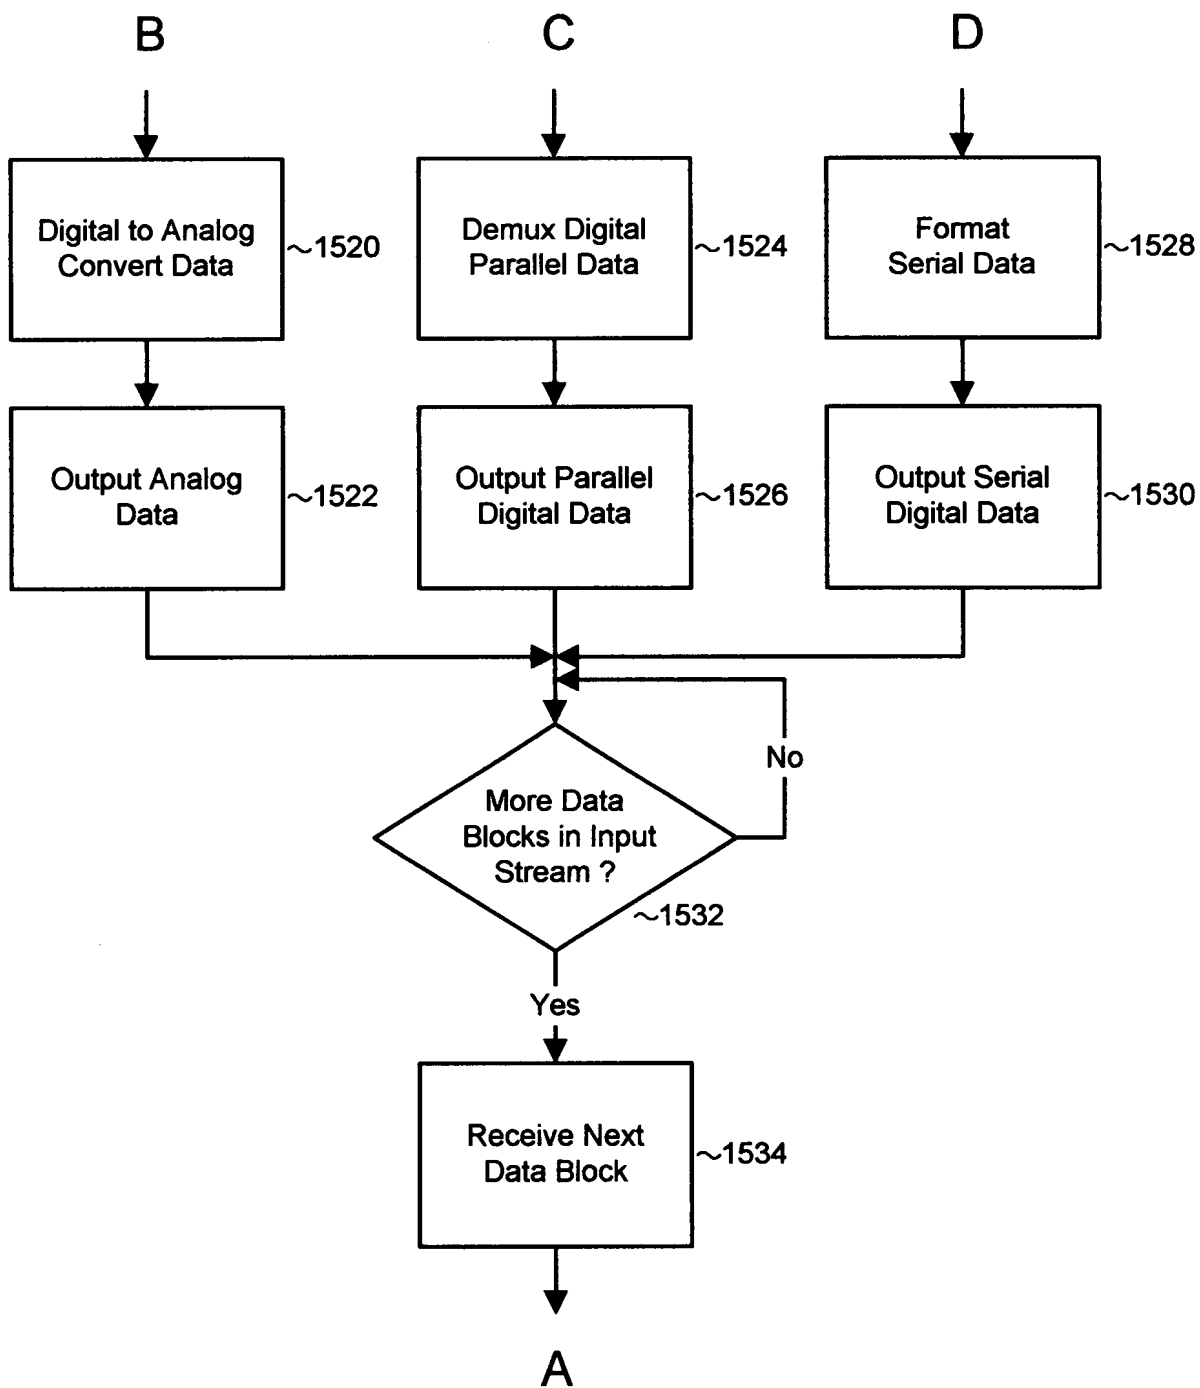 B
C
D
Digital to Analog
Convert Data
~1520
Demux Digital
Parallel Data
~1524
Format
Serial Data
~1528
Output Analog
Data
~1522
Output Parallel
Digital Data
~1526
Output Serial
Digital Data
~1530
No
More Data
Blocks in Input
Stream ?
~1532
Yes
Receive Next
Data Block
~1534
A